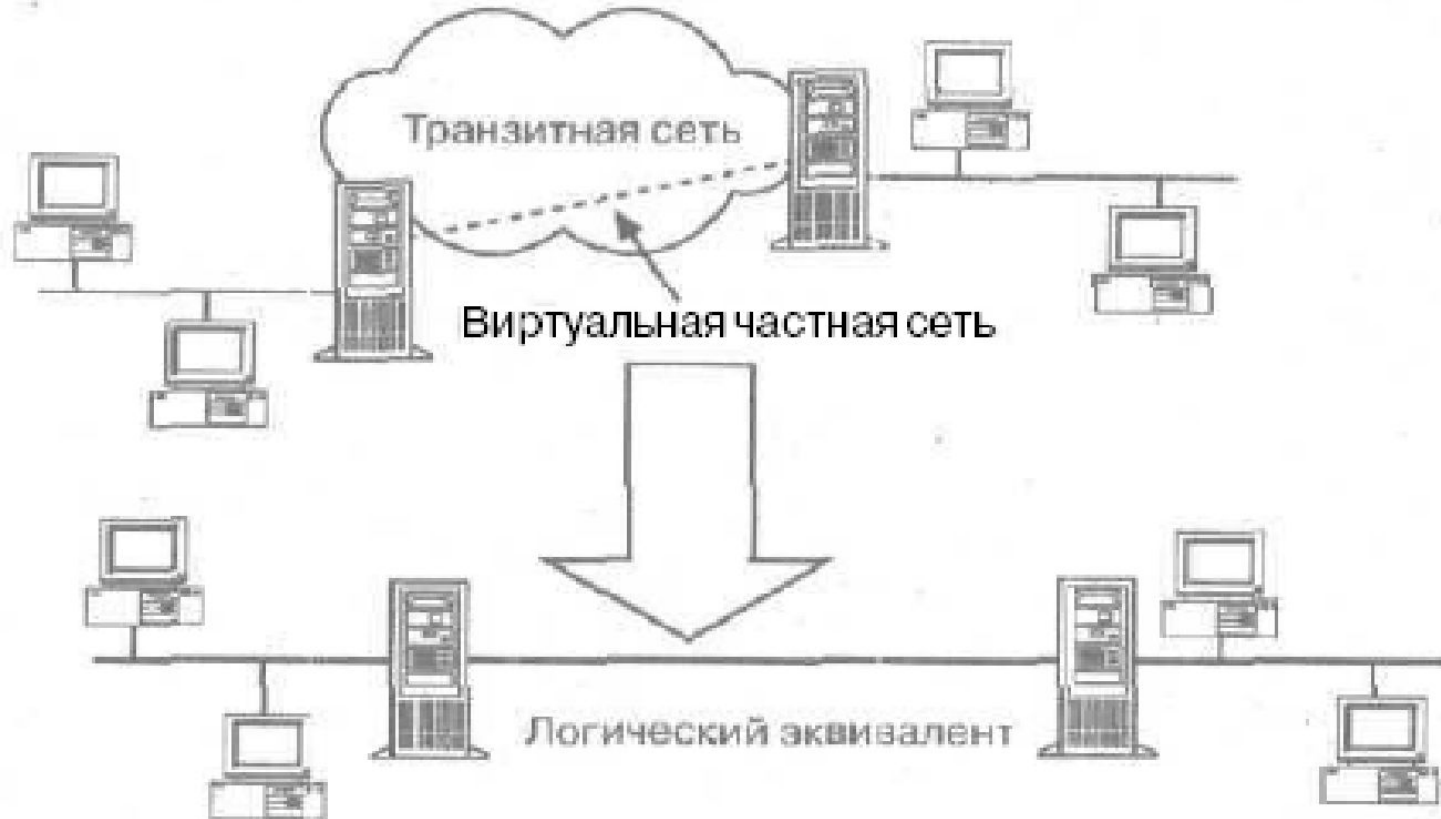 Транзитная сеть
Виртуальная частная сеть
Логический эквивалент